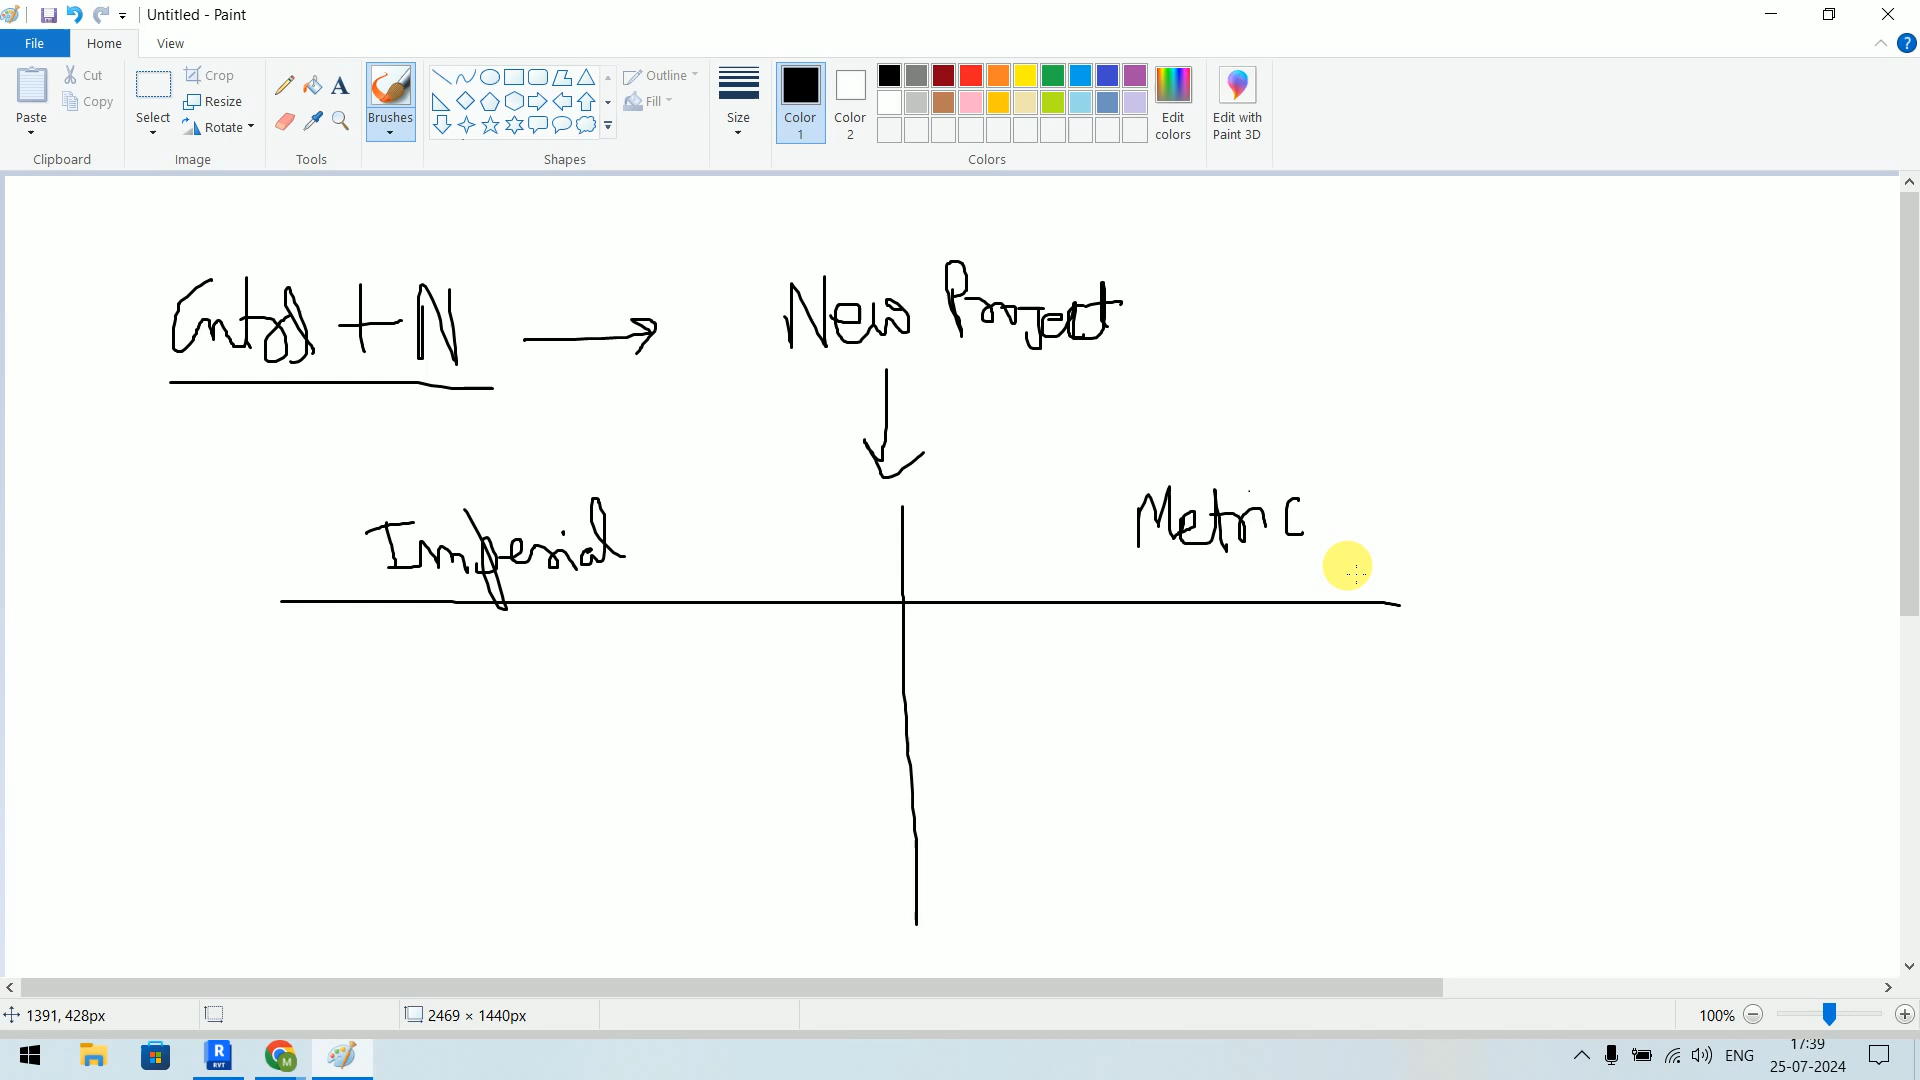 Untitled - Paint
File Home View
Paste Cut Copy Select Crop Resize Rotate Brushes Outline Fill Size Color 1 Color 2 Edit colors Edit with Paint 3D
Clipboard Image Tools Shapes Colors
Cntrl + N → New Project
Imperial Metric
1391, 428px 2469 × 1440px 100%
R RVT M ENG 17:39
25-07-2024